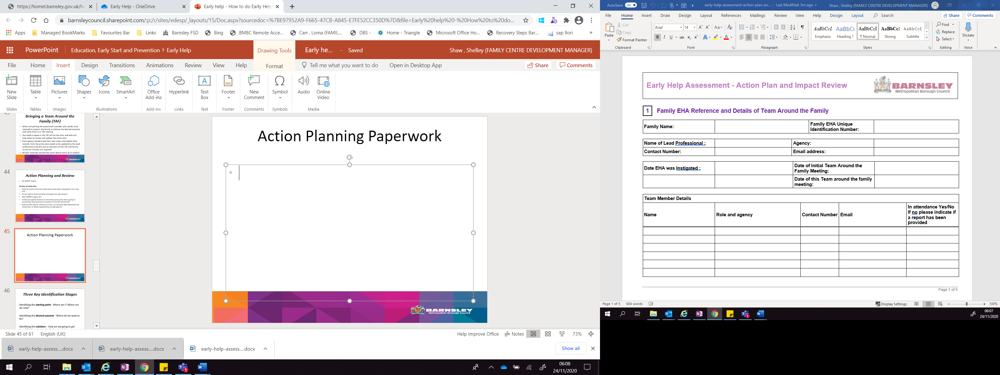 https://homel.barnsley.gov.uk/ho
Early Help - OneDrive
Early help - How to do Early Help
barnsleycouncil.sharepoint.com/:p:/r/sites/edesp/_layouts/15/Doc.aspx?sourcedoc=%7BE97952A9-F665-47CB-A845-E7FE52CC350D%7D&file=Early%20help%20-%20How%20to%20do...
Apps Managed BookMarks Favourites Bar Links Barnsley FSD Bing BMBC Remote Acce... Carr , Lorna (FAMIL... DBS - Home - Triangle Microsoft Office Ho... Recovery Steps Bar... sap fiori »
PowerPoint Education, Early Start and Prevention > Early Help Drawing Tools Early he... - Saved Shaw , Shelley (FAMILY CENTRE DEVELOPMENT MANAGER)
File Home Insert Design Transitions Animations Review View Help Format Tell me what you want to do Open in Desktop App Share Comments
New Slide Table Pictures Shapes Icons SmartArt Office Add-ins Hyperlink Text Box Footer New Comment Symbol Audio Online Video
Slides Tables Images Illustrations Add-ins Links Text Footer Comments Symbols Media
Bringing a Team Around the
Family (TAF)
• When completing the assessment consider who needs to be
involved to support the family to achieve the desired outcome
and invite them to a TAF meeting
• You need to agree in the TAF will be the chair and who will
take notes to review and update the action plan
• Each agency should make their own notes and update their
records. Only the action plan needs to be updated by the lead
professional and sent out to members of the TAF and family-
no formal minutes are required
• Review meetings should take place ideally every (8-12 weeks)
BARNSLEY
44
Action Planning and Review
• Set SMART Targets
Review of Family Plan
• Have the actions from the Family action plan been completed, if not, why
not?
• Do we need to revise priorities and agree any new actions?
• Were SMART targets set?
• If there are agreed revisions to the Family action plan who is going to
record them and send out to members of the TAF and Family?
• Does the TAF need to continue to meet, can the Early Help Assessment be
closed and / or family supported by a single agency?
BARNSLEY
45
Action Planning Paperwork
BARNSLEY
46
Three Key Identification Stages
Identifying the starting point - Where am I? Where are
we now?
Identifying the desired outcome - Where do we want to
be?
Identifying the solutions – How are we going to get
Action Planning Paperwork
BARNSLEY
Metropolitan Borough Council
Slide 45 of 61 English (UK) Help Improve Office Notes 73%
early-help-assess....docx early-help-assess....docx early-help-assess....docx Show all
06:08
24/11/2020
AutoSave On early-help-assessment-action-plan-an... - Last Modified: 3m ago Shaw , Shelley (FAMILY CENTRE DEVELOPMENT MANAGER)
File Home Insert Draw Design Layout References Mailings Review View Help Design Layout Search Share Comments
Paste Cut Copy Format Painter Arial 14 Emphasis Heading 1 ¶ Normal Strong Subtitle Find Replace Select Dictate
Clipboard Font Paragraph Styles Editing Voice
Early Help Assessment - Action Plan and Impact Review
BARNSLEY
Metropolitan Borough Council
1 Family EHA Reference and Details of Team Around the Family
Family Name: Family EHA Unique Identification Number:
Name of Lead Professional : Agency:
Contact Number: Email address:
Date EHA was Instigated : Date of Initial Team Around the Family Meeting:
Date of this Team around the family meeting:
Team Member Details
Name Role and agency Contact Number Email In attendance Yes/No If no please indicate if a report has been provided
Page 1 of 5
Page 1 of 5 604 words Display Settings 100%
06:07
24/11/2020